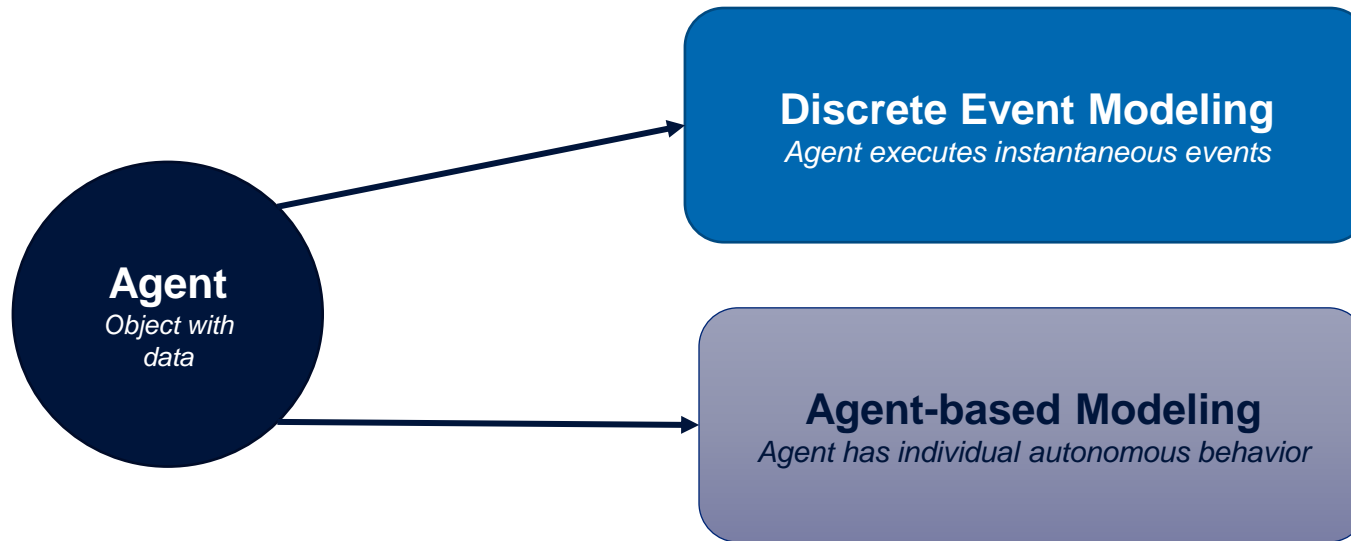 Discrete Event Modeling
Agent executes instantaneous events
Agent
Object with
data
Agent-based Modeling
Agent has individual autonomous behavior